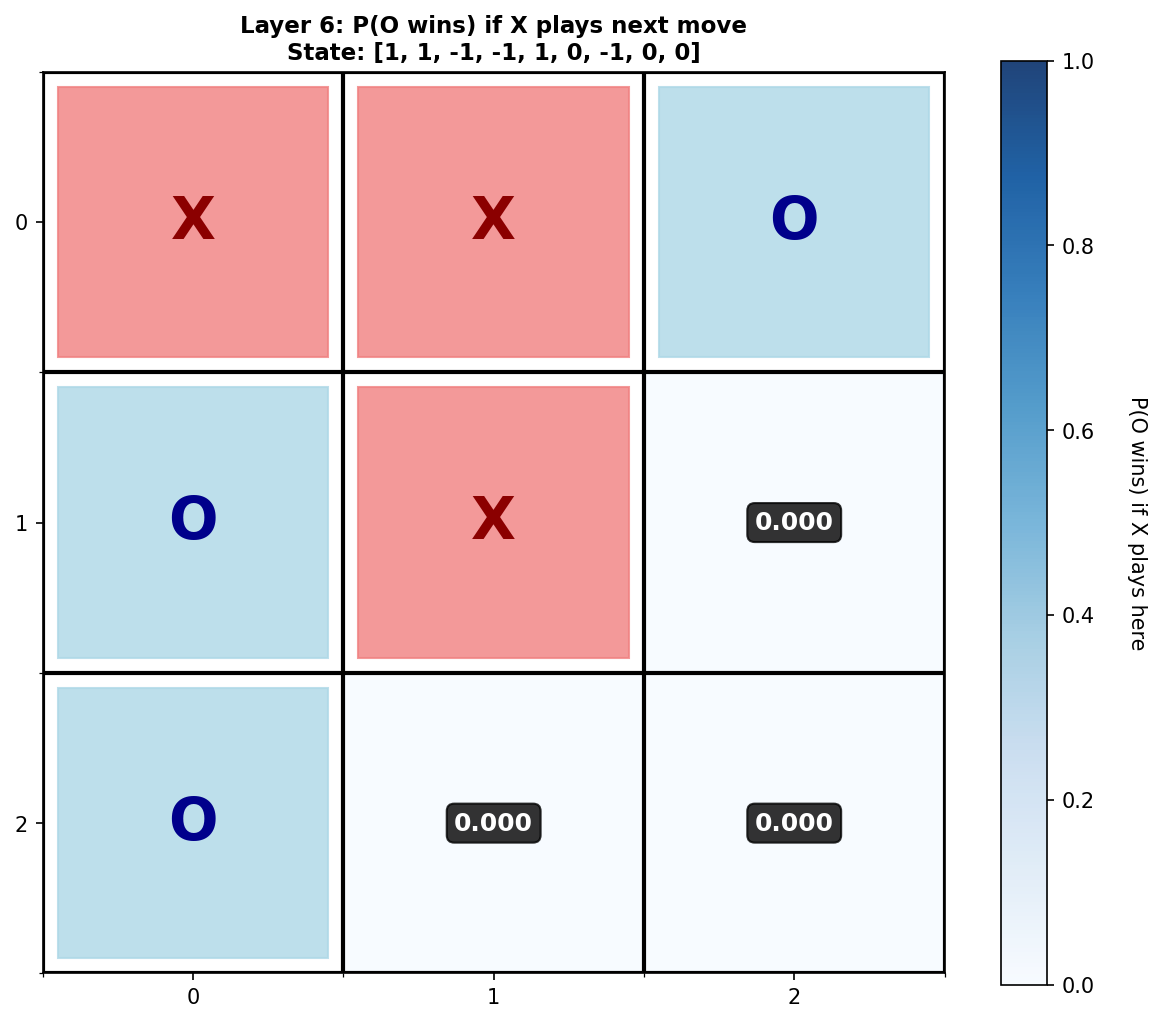 Layer 6: P(O wins) if X plays next move
State: [1, 1, -1, -1, 1, 0, -1, 0, 0]
X
X
O
0
O
X
0.000
1
O
0.000
0.000
2
0
1
2
1.0
0.8
0.6
0.4
0.2
0.0
P(O wins) if X plays here